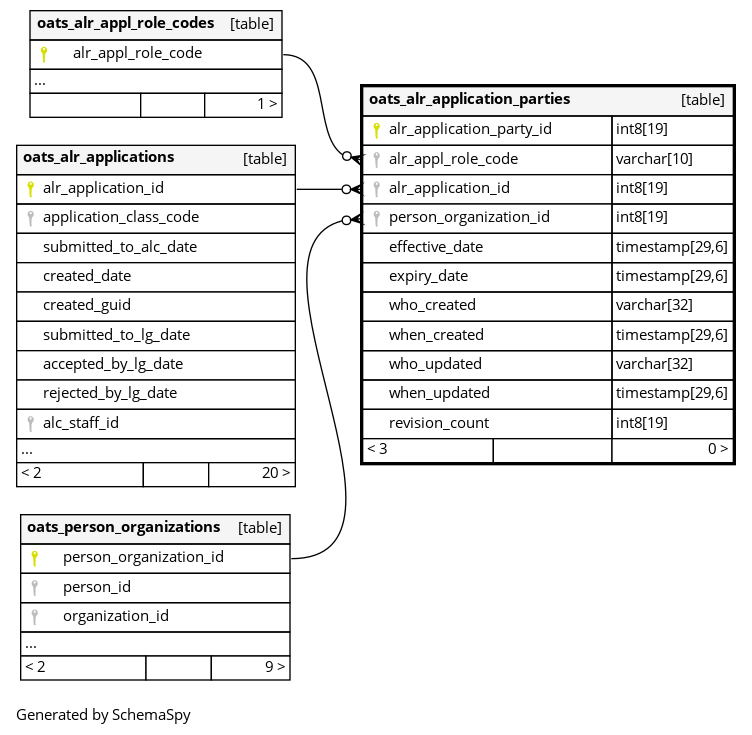 oats_alr_appl_role_codes [table]
alr_appl_role_code
...
1 >
oats_alr_applications [table]
alr_application_id
application_class_code
submitted_to_alc_date
created_date
created_guid
submitted_to_lg_date
accepted_by_lg_date
rejected_by_lg_date
alc_staff_id
...
< 2 20 >
oats_person_organizations [table]
person_organization_id
person_id
organization_id
...
< 2 9 >
oats_alr_application_parties [table]
alr_application_party_id int8[19]
alr_appl_role_code varchar[10]
alr_application_id int8[19]
person_organization_id int8[19]
effective_date timestamp[29,6]
expiry_date timestamp[29,6]
who_created varchar[32]
when_created timestamp[29,6]
who_updated varchar[32]
when_updated timestamp[29,6]
revision_count int8[19]
< 3 0 >
Generated by SchemaSpy